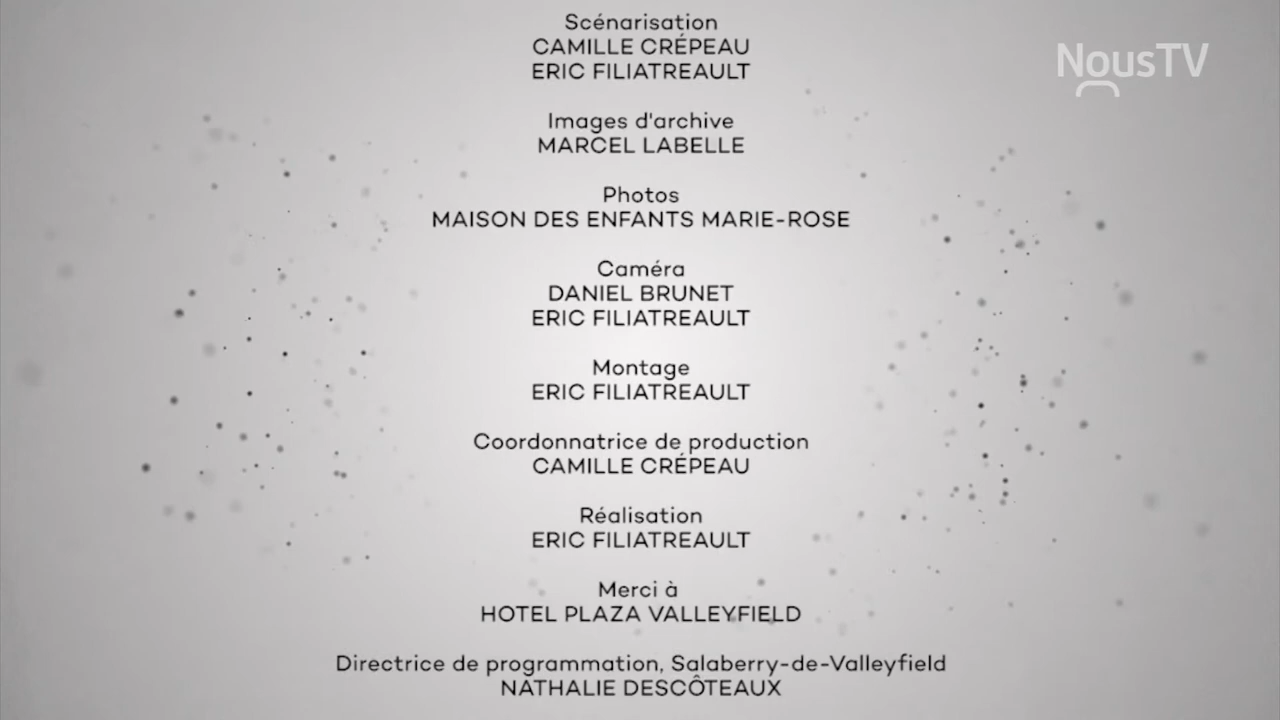 Scénarisation
CAMILLE CRÉPEAU
ERIC FILIATREAULT
NousTV
Images d'archive
MARCEL LABELLE
Photos
MAISON DES ENFANTS MARIE-ROSE
Caméra
DANIEL BRUNET
ERIC FILIATREAULT
Montage
ERIC FILIATREAULT
Coordonnatrice de production
CAMILLE CRÉPEAU
Réalisation
ERIC FILIATREAULT
Merci à
HOTEL PLAZA VALLEYFIELD
Directrice de programmation, Salaberry-de-Valleyfield
NATHALIE DESCÔTEAUX